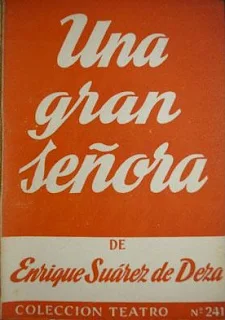 Una
gran
señora
DE
Enrique Suárez de Deza
COLECCION TEATRO Nº 241